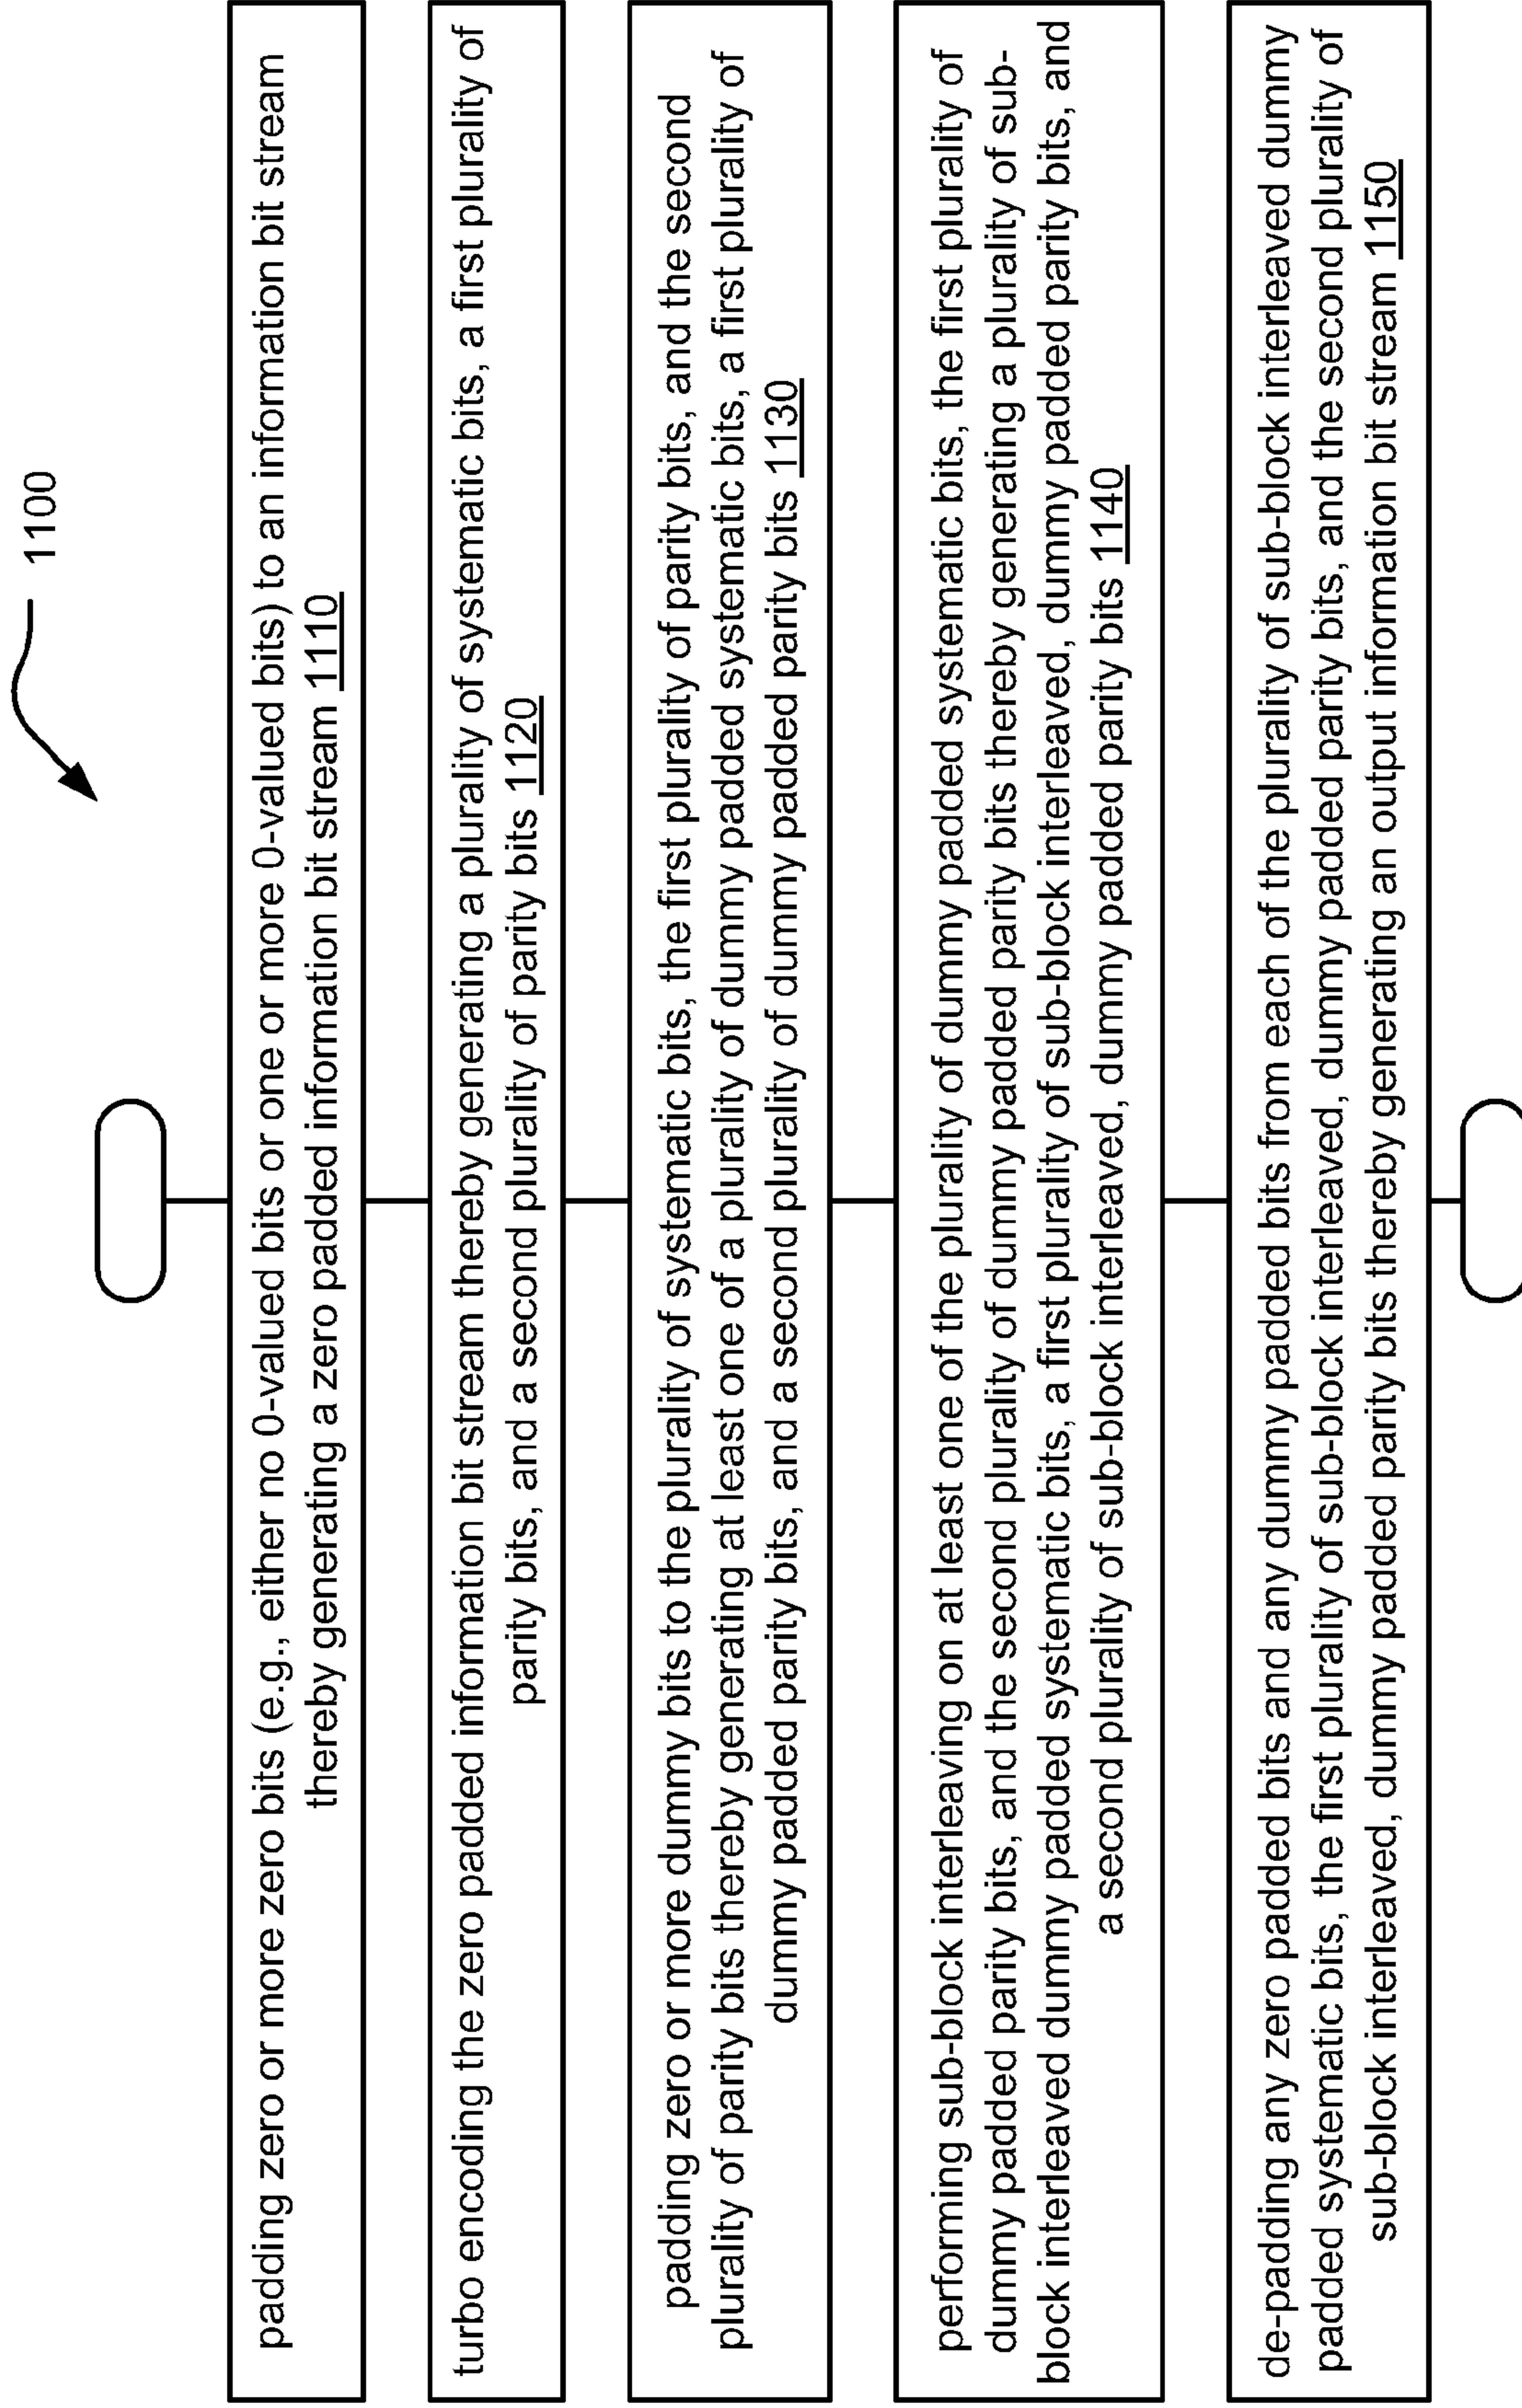 1100
padding zero or more zero bits (e.g., either no 0-valued bits or one or more 0-valued bits) to an information bit stream
thereby generating a zero padded information bit stream 1110
turbo encoding the zero padded information bit stream thereby generating a plurality of systematic bits, a first plurality of
parity bits, and a second plurality of parity bits 1120
padding zero or more dummy bits to the plurality of systematic bits, the first plurality of parity bits, and the second
plurality of parity bits thereby generating at least one of a plurality of dummy padded systematic bits, a first plurality of
dummy padded parity bits, and a second plurality of dummy padded parity bits 1130
performing sub-block interleaving on at least one of the plurality of dummy padded systematic bits, the first plurality of
dummy padded parity bits, and the second plurality of dummy padded parity bits thereby generating a plurality of sub-
block interleaved dummy padded systematic bits, a first plurality of sub-block interleaved, dummy padded parity bits, and
a second plurality of sub-block interleaved, dummy padded parity bits 1140
de-padding any zero padded bits and any dummy padded bits from each of the plurality of sub-block interleaved dummy
padded systematic bits, the first plurality of sub-block interleaved, dummy padded parity bits, and the second plurality of
sub-block interleaved, dummy padded parity bits thereby generating an output information bit stream 1150